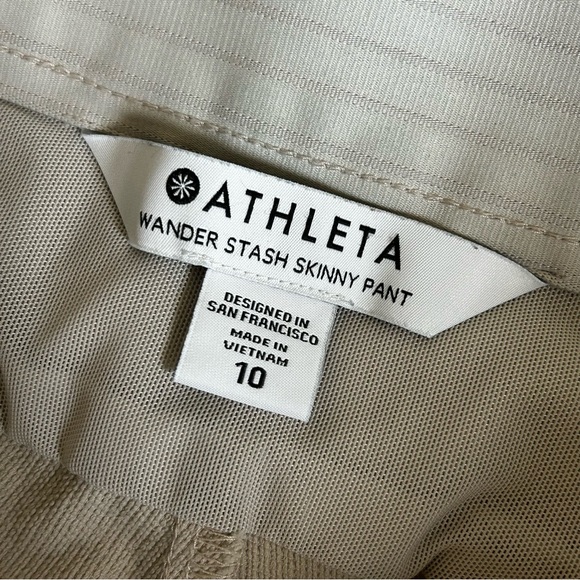 ATHLETA
WANDER STASH SKINNY PANT
DESIGNED IN
SAN FRANCISCO
MADE IN
VIETNAM
10